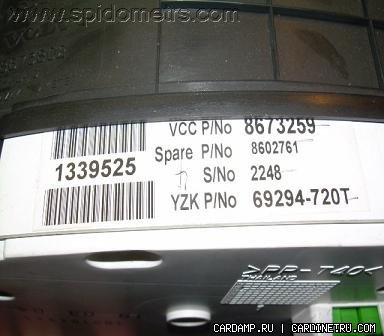 www.spidometrs.com
VCC P/No 8673259
Spare P/No 8602761
1339525
S/No 2248
YZK P/No 69294-720T
>PP-T40<
THAILAND
CARDAMP.RU | CARDINETRU.COM